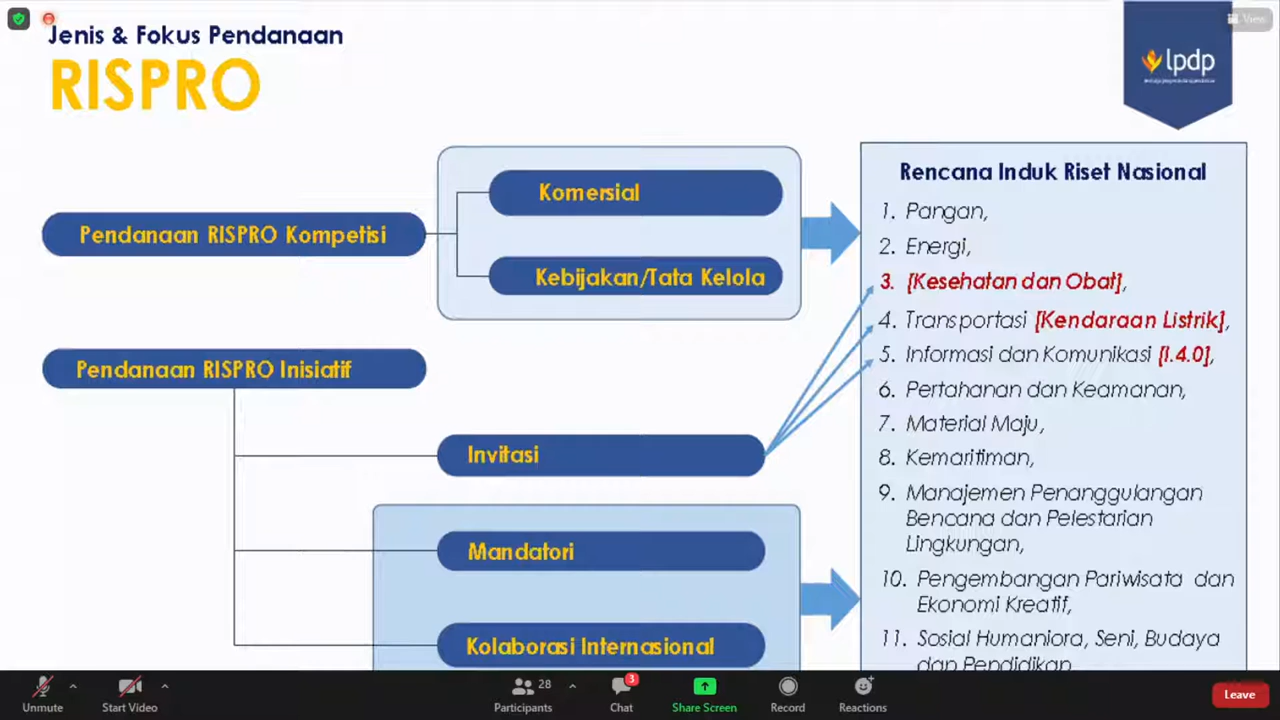 View
Jenis & Fokus Pendanaan
RISPRO
lpdp
Rencana Induk Riset Nasional
Komersial
1. Pangan,
Pendanaan RISPRO Kompetisi
2. Energi,
Kebijakan/Tata Kelola
3. [Kesehatan dan Obat],
4. Transportasi [Kendaraan Listrik],
Pendanaan RISPRO Inisiatif
5. Informasi dan Komunikasi [I.4.0],
6. Pertahanan dan Keamanan,
7. Material Maju,
Invitasi
8. Kemaritiman,
9. Manajemen Penanggulangan
Bencana dan Pelestarian
Lingkungan,
Mandatori
10. Pengembangan Pariwisata dan
Ekonomi Kreatif,
Kolaborasi Internasional
11. Sosial Humaniora, Seni, Budaya
dan Pendidikan
Unmute
Start Video
28
Participants
3
Chat
Share Screen
Record
Reactions
Leave